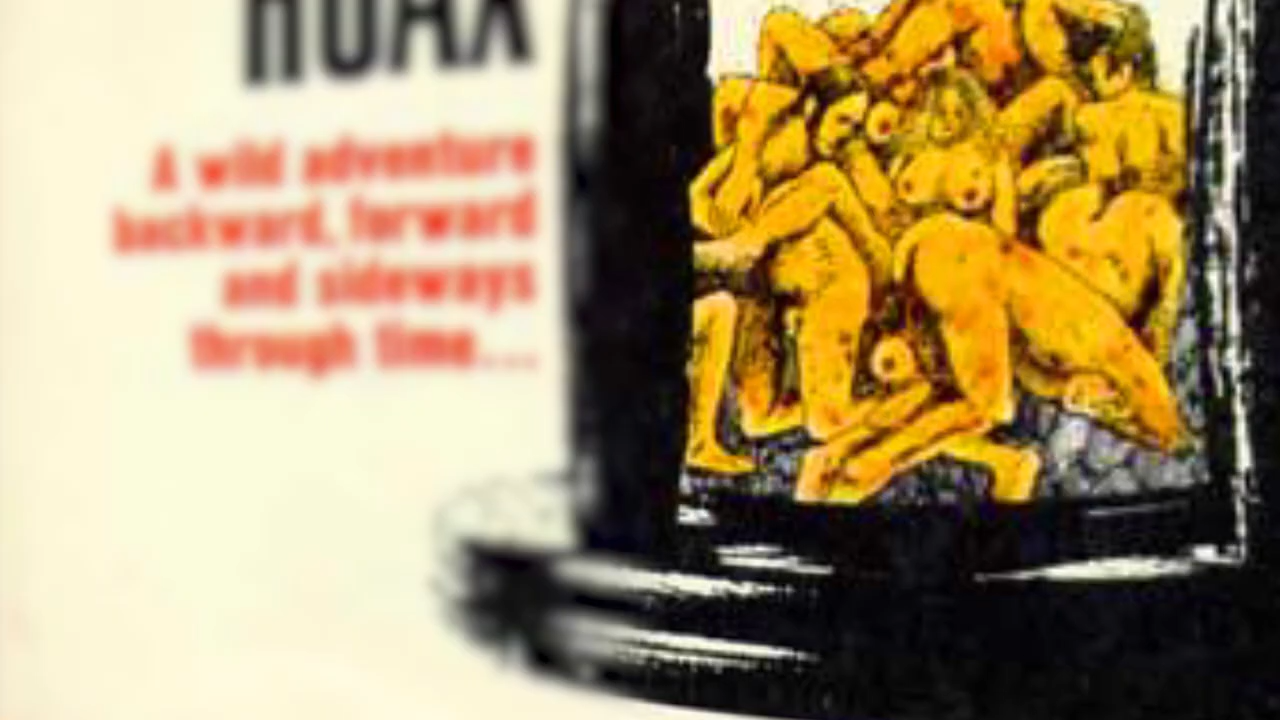 HOAX
A wild adventure
backward, forward
and sideways
through time...